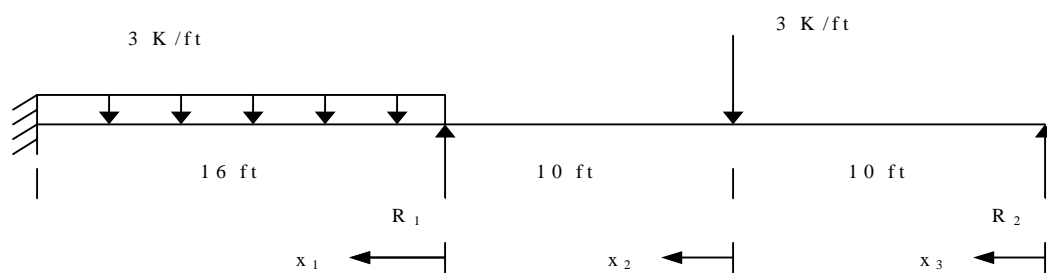 3 K/ft
3 K/ft
16 ft
10 ft
10 ft
R₁
R₂
x₁
x₂
x₃